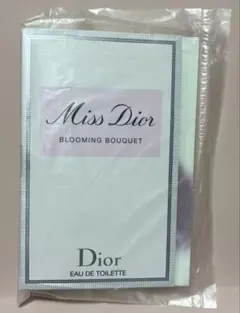 Miss Dior
BLOOMING BOUQUET
Dior
EAU DE TOILETTE